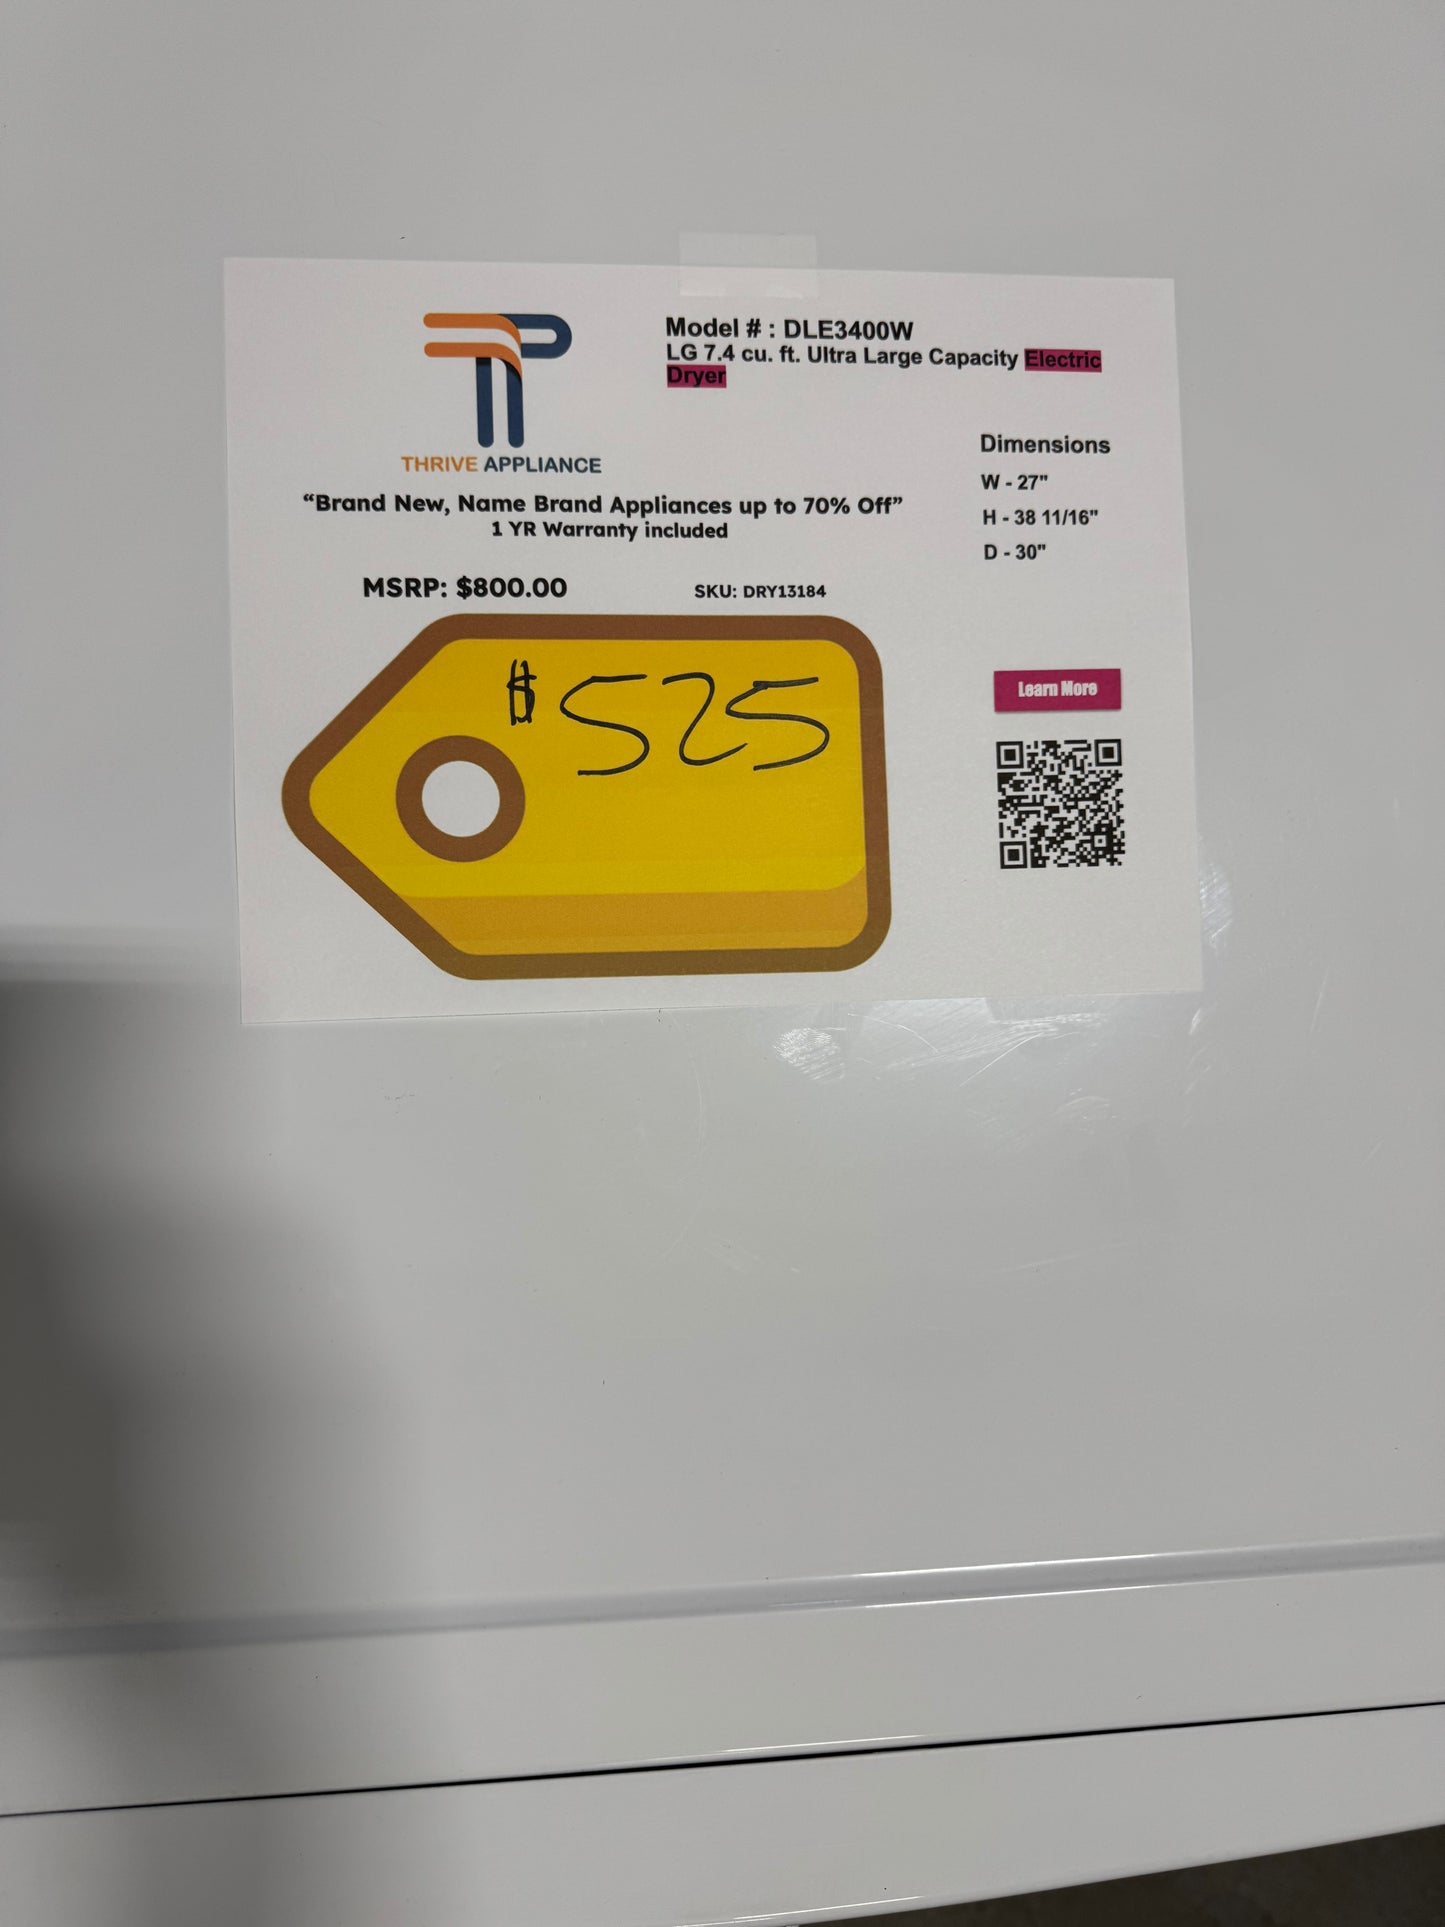 THRIVE APPLIANCE
Model # : DLE3400W
LG 7.4 cu. ft. Ultra Large Capacity Electric
Dryer
“Brand New, Name Brand Appliances up to 70% Off”
1 YR Warranty included
Dimensions
W - 27"
H - 38 11/16"
D - 30"
MSRP: $800.00
SKU: DRY13184
$525
Learn More